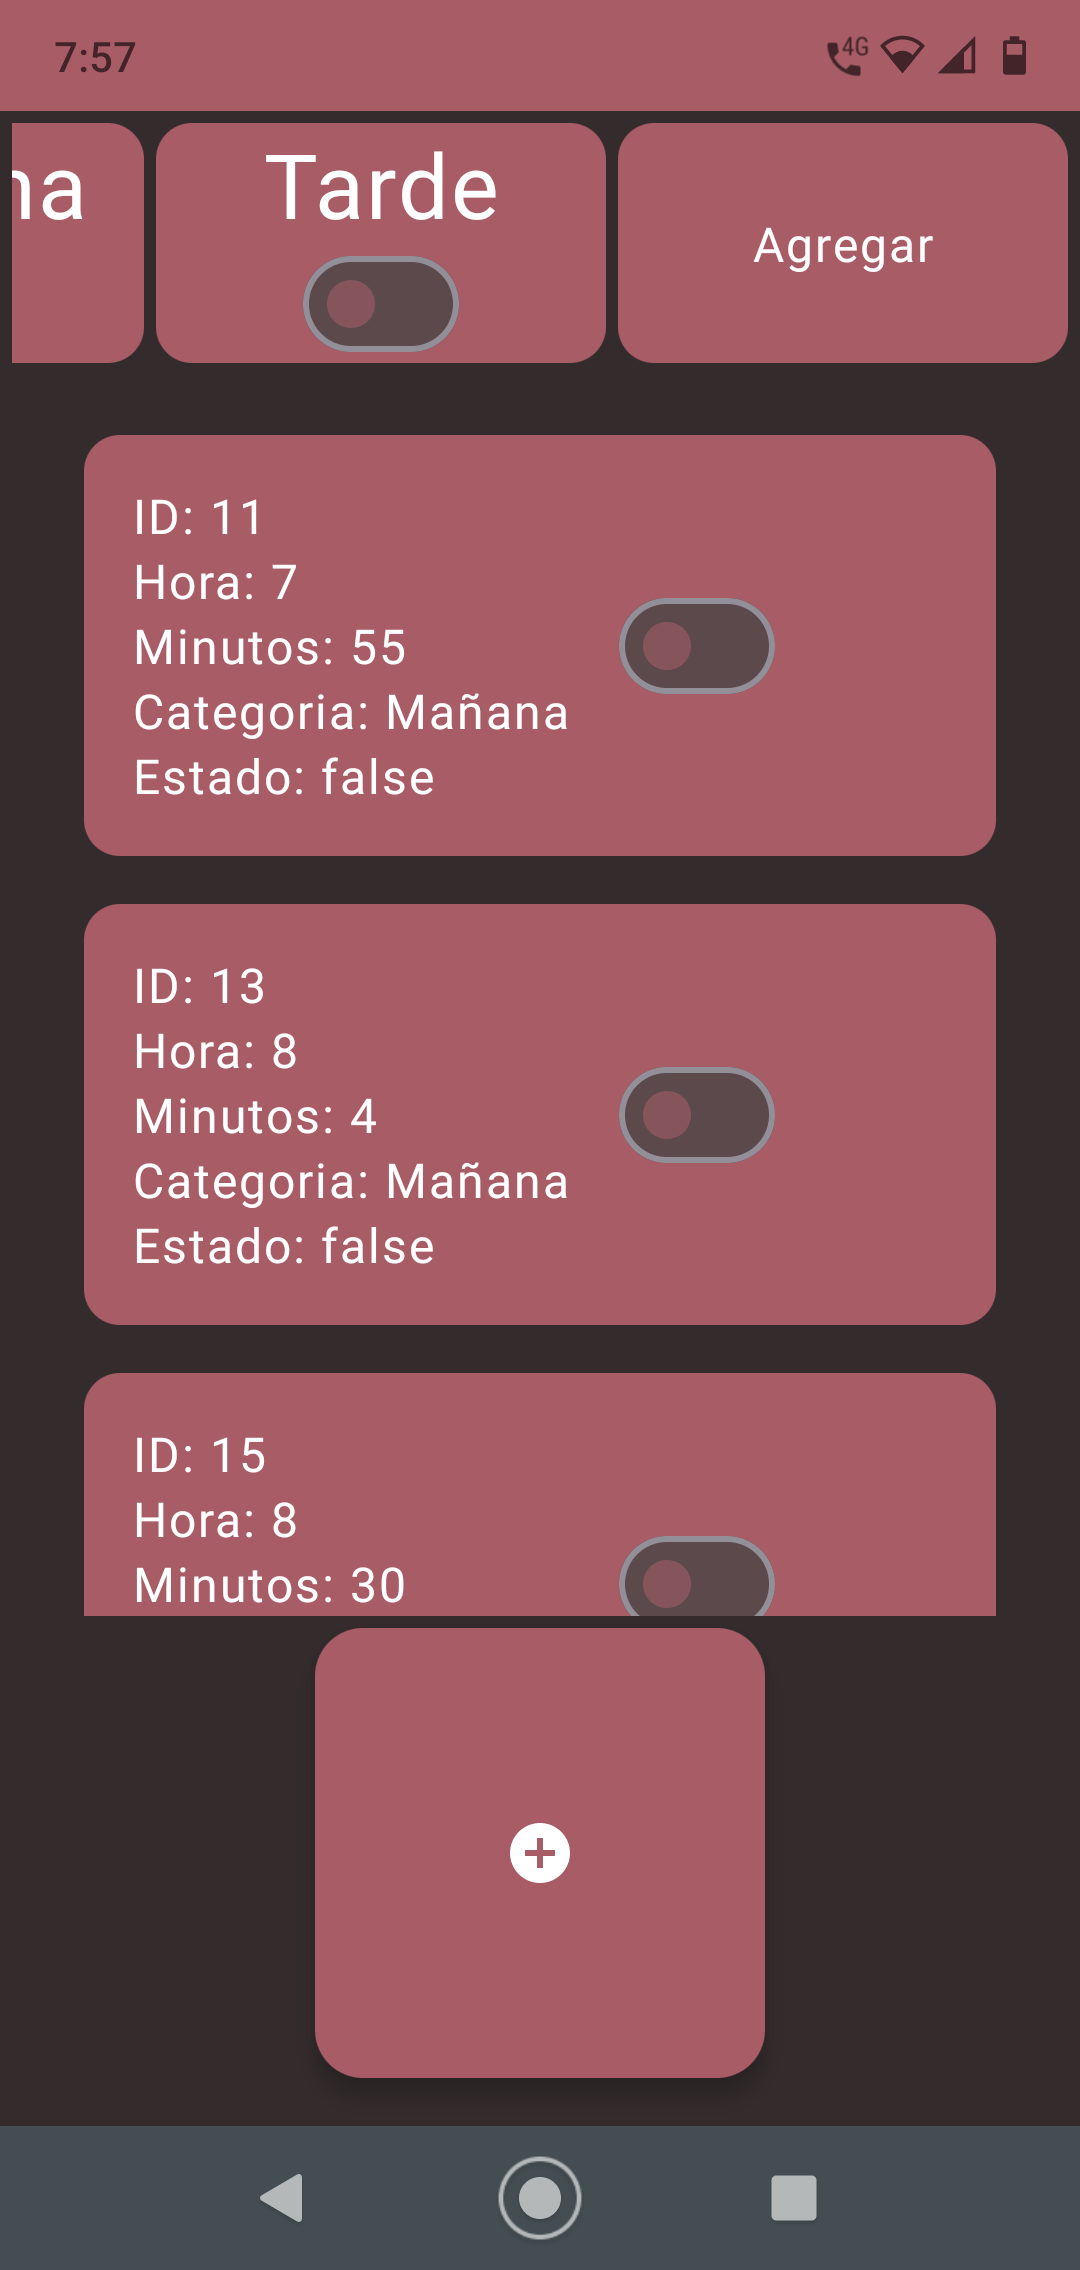 7:57
4G
na
Tarde
Agregar
ID: 11
Hora: 7
Minutos: 55
Categoria: Mañana
Estado: false
ID: 13
Hora: 8
Minutos: 4
Categoria: Mañana
Estado: false
ID: 15
Hora: 8
Minutos: 30